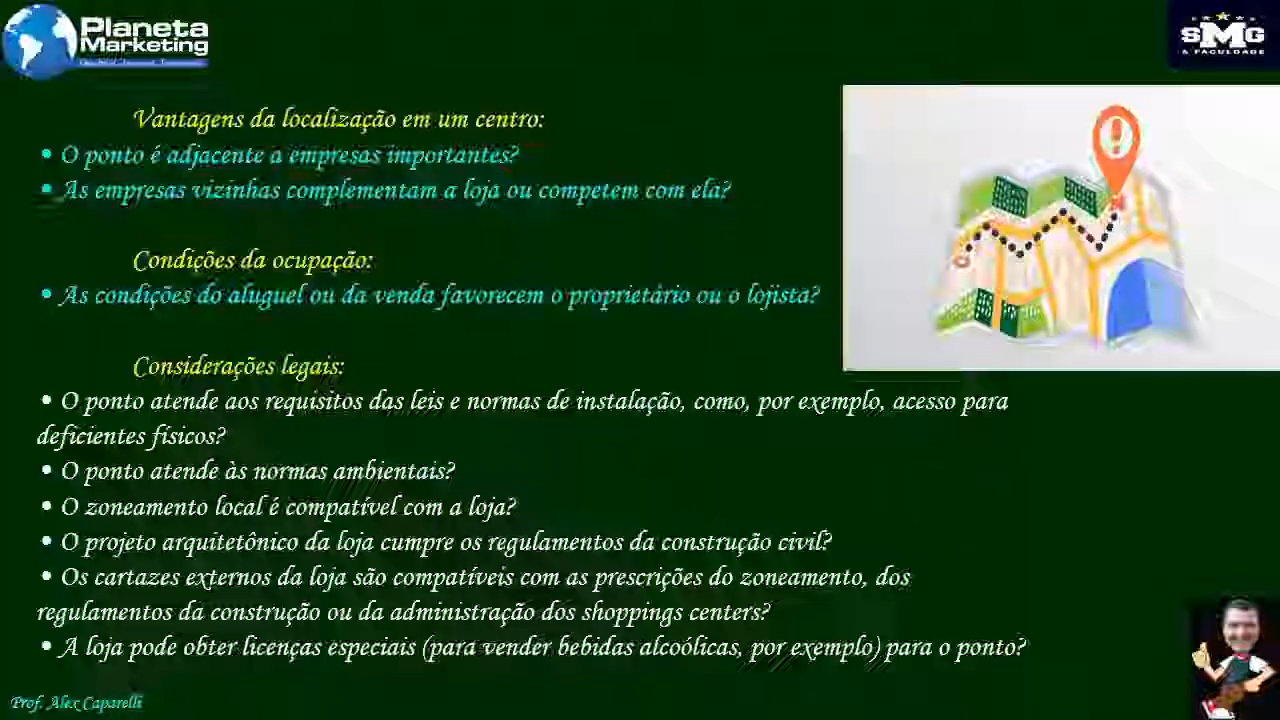 Planeta
Marketing
SMG
A FACULDADE
Vantagens da localização em um centro:
• O ponto é adjacente a empresas importantes?
• As empresas vizinhas complementam a loja ou competem com ela?
Condições da ocupação:
• As condições do aluguel ou da venda favorecem o proprietário ou o lojista?
Considerações legais:
• O ponto atende aos requisitos das leis e normas de instalação, como, por exemplo, acesso para
deficientes físicos?
• O ponto atende às normas ambientais?
• O zoneamento local é compatível com a loja?
• O projeto arquitetônico da loja cumpre os regulamentos da construção civil?
• Os cartazes externos da loja são compatíveis com as prescrições do zoneamento, dos
regulamentos da construção ou da administração dos shoppings centers?
• A loja pode obter licenças especiais (para vender bebidas alcoólicas, por exemplo) para o ponto?
Prof. Alex Caparelli